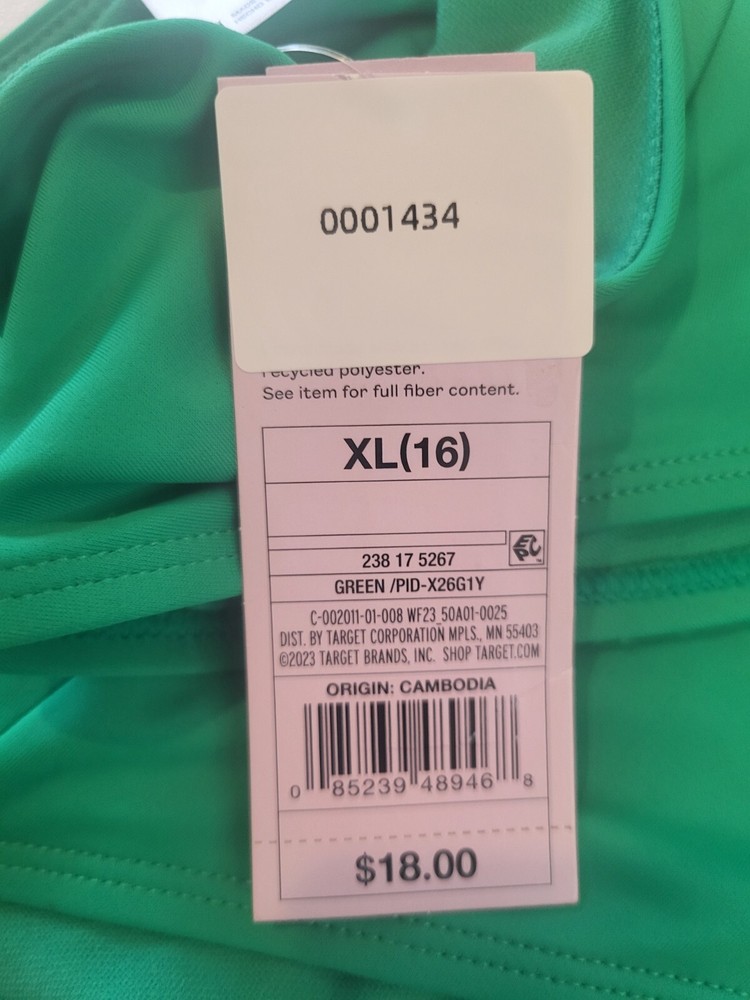 0001434
recycled polyester.
See item for full fiber content.
XL(16)
EPC
238 17 5267
GREEN /PID-X26G1Y
C-002011-01-008 WF23_50A01-0025
DIST. BY TARGET CORPORATION MPLS., MN 55403
©2023 TARGET BRANDS, INC. SHOP TARGET.COM
ORIGIN: CAMBODIA
0 85239 48946 8
$18.00